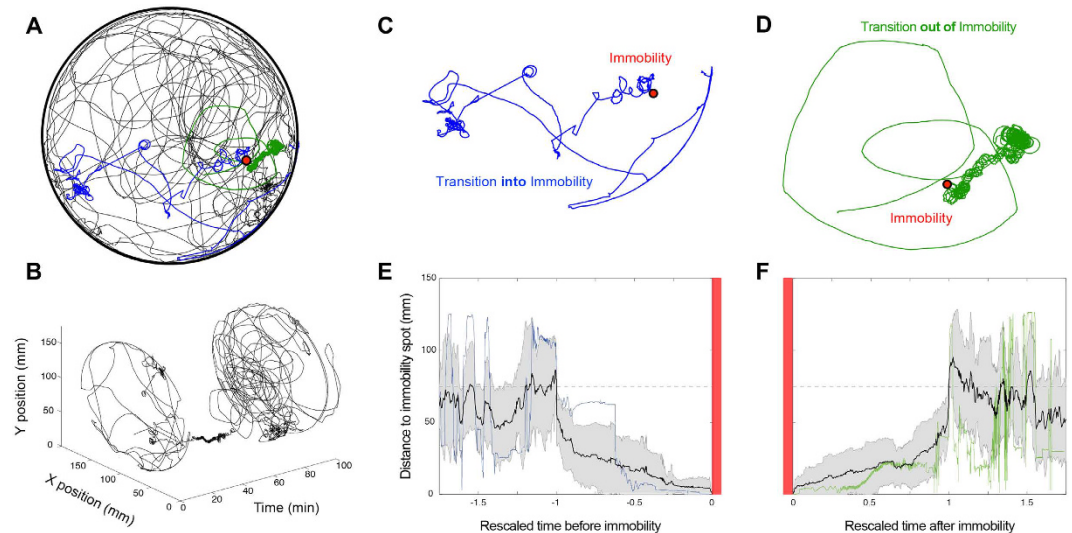 A
B
Y position (mm)
150
100
50
0
150
100
50
0
X position (mm)
0
20
40
60
80
100
Time (min)
C
Immobility
Transition into Immobility
D
Transition out of Immobility
Immobility
E
Distance to immobility spot (mm)
150
100
50
0
-1.5
-1
-0.5
0
Rescaled time before immobility
F
0
0.5
1
1.5
Rescaled time after immobility